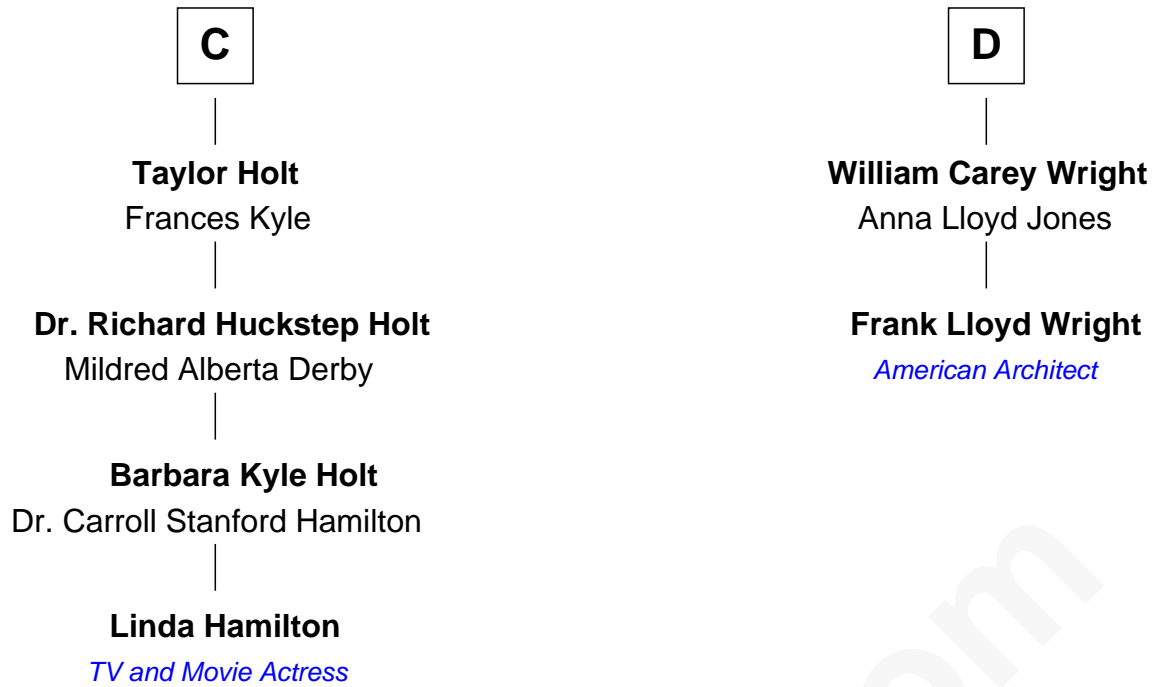 C
Taylor Holt
Frances Kyle
Dr. Richard Huckstep Holt
Mildred Alberta Derby
Barbara Kyle Holt
Dr. Carroll Stanford Hamilton
Linda Hamilton
TV and Movie Actress
D
William Carey Wright
Anna Lloyd Jones
Frank Lloyd Wright
American Architect
om